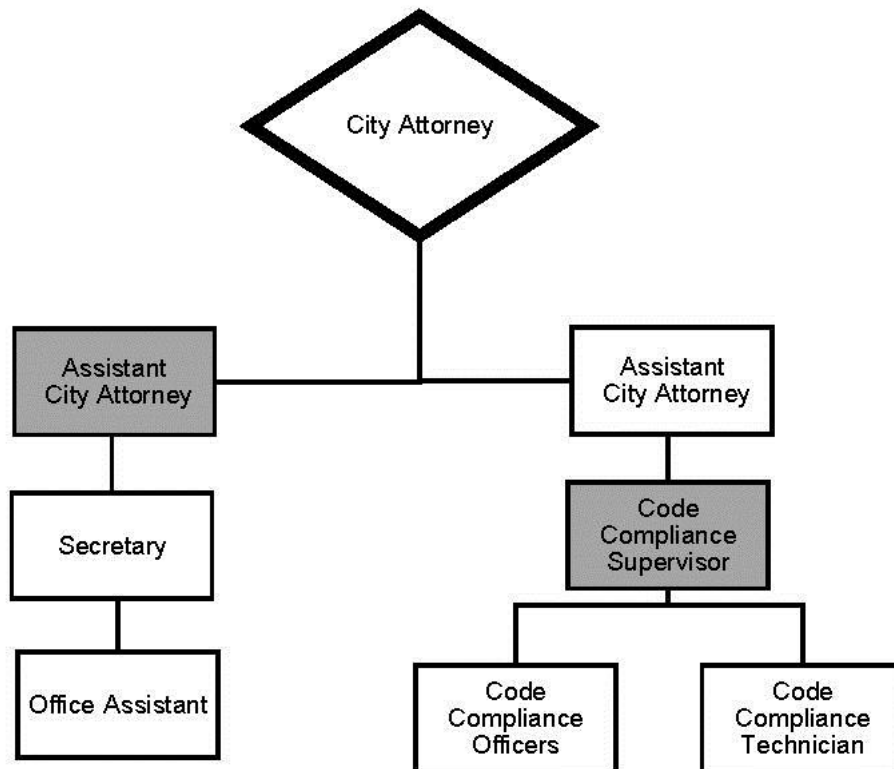 City Attorney
Assistant
City Attorney
Assistant
City Attorney
Secretary
Code
Compliance
Supervisor
Office Assistant
Code
Compliance
Officers
Code
Compliance
Technician